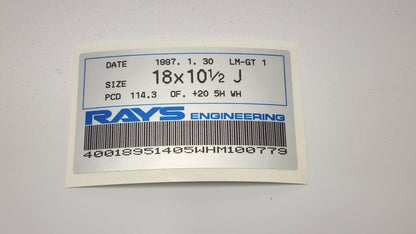 DATE 1997. 1. 30 LM-GT 1
SIZE 18x10½ J
PCD 114.3 OF. +20 5H WH
RAYS ENGINEERING
40018951405WHM100779